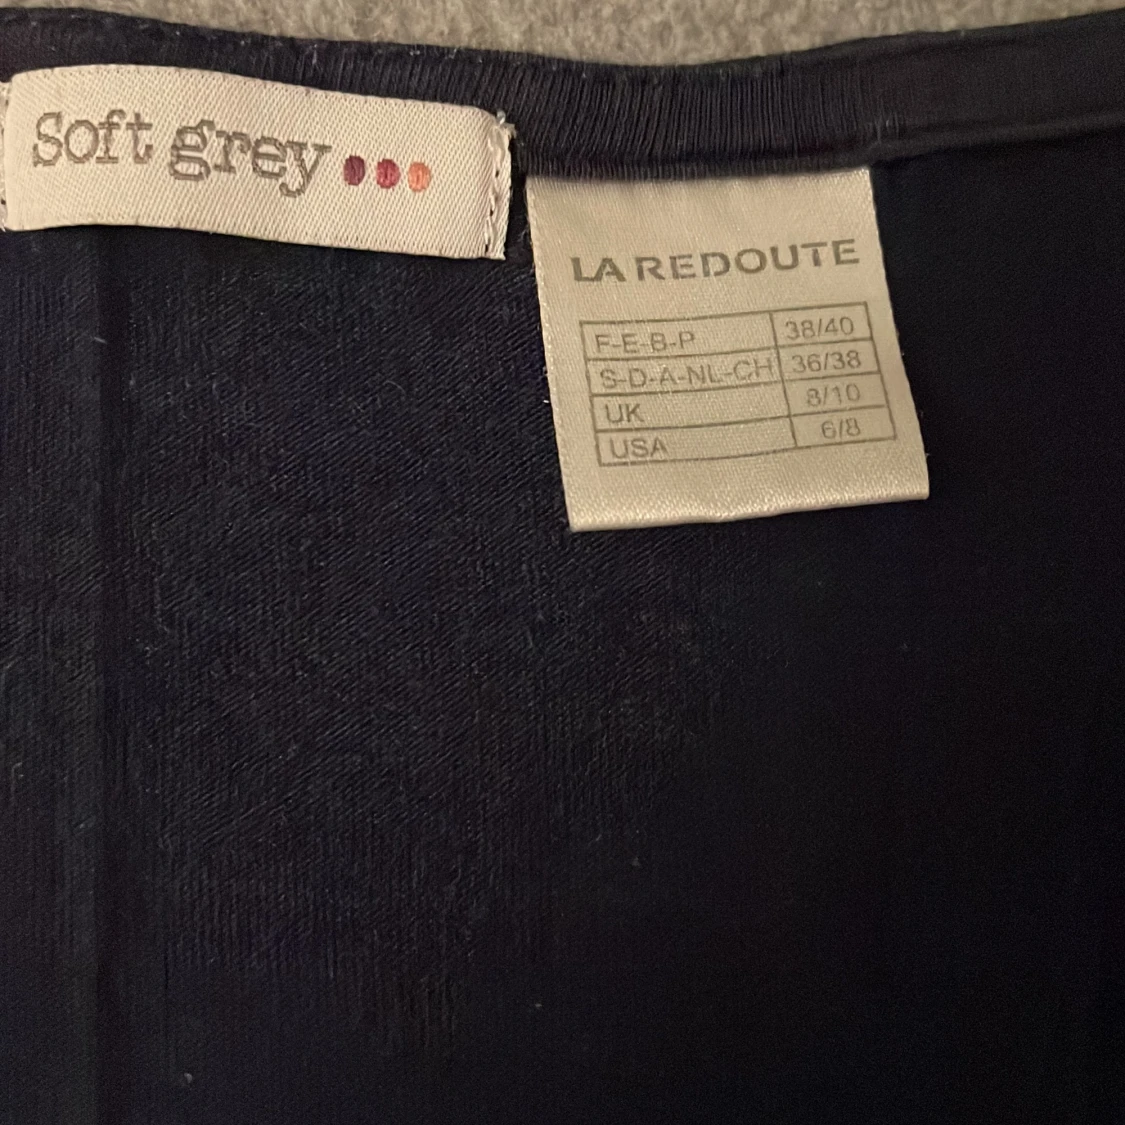 Soft grey
LA REDOUTE
F-E-B-P 38/40
S-D-A-NL-CH 36/38
UK 8/10
USA 6/8